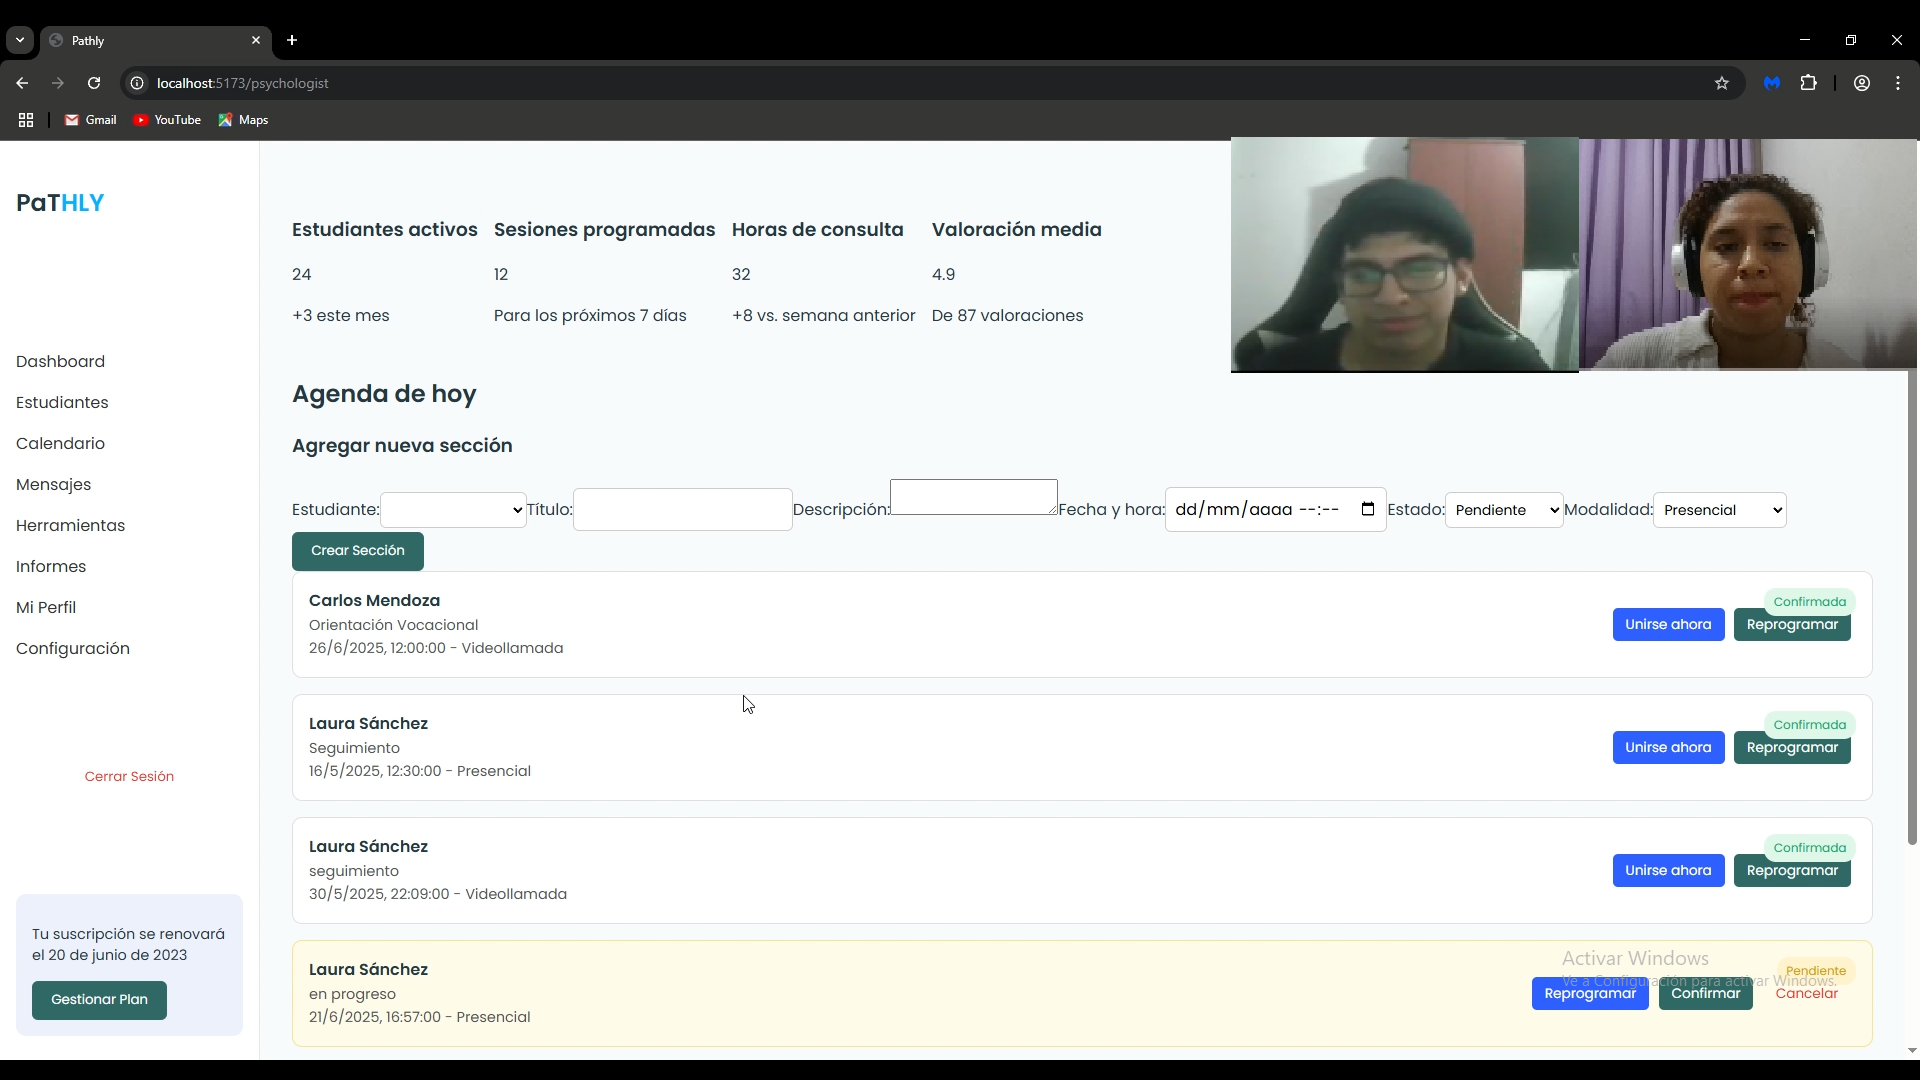 Pathly
localhost:5173/psychologist
Gmail YouTube Maps
PaTHLY
Dashboard
Estudiantes
Calendario
Mensajes
Herramientas
Informes
Mi Perfil
Configuración
Cerrar Sesión
Tu suscripción se renovará
el 20 de junio de 2023
Gestionar Plan
Estudiantes activos Sesiones programadas Horas de consulta Valoración media
24 12 32 4.9
+3 este mes Para los próximos 7 días +8 vs. semana anterior De 87 valoraciones
Agenda de hoy
Agregar nueva sección
Estudiante: Título: Descripción: Fecha y hora: dd/mm/aaaa --:-- Estado: Pendiente Modalidad: Presencial
Crear Sección
Carlos Mendoza
Orientación Vocacional
26/6/2025, 12:00:00 - Videollamada
Confirmada
Unirse ahora Reprogramar
Laura Sánchez
Seguimiento
16/5/2025, 12:30:00 - Presencial
Confirmada
Unirse ahora Reprogramar
Laura Sánchez
seguimiento
30/5/2025, 22:09:00 - Videollamada
Confirmada
Unirse ahora Reprogramar
Laura Sánchez
en progreso
21/6/2025, 16:57:00 - Presencial
Pendiente
Reprogramar Confirmar Cancelar
Activar Windows
Ve a Configuración para activar Windows.